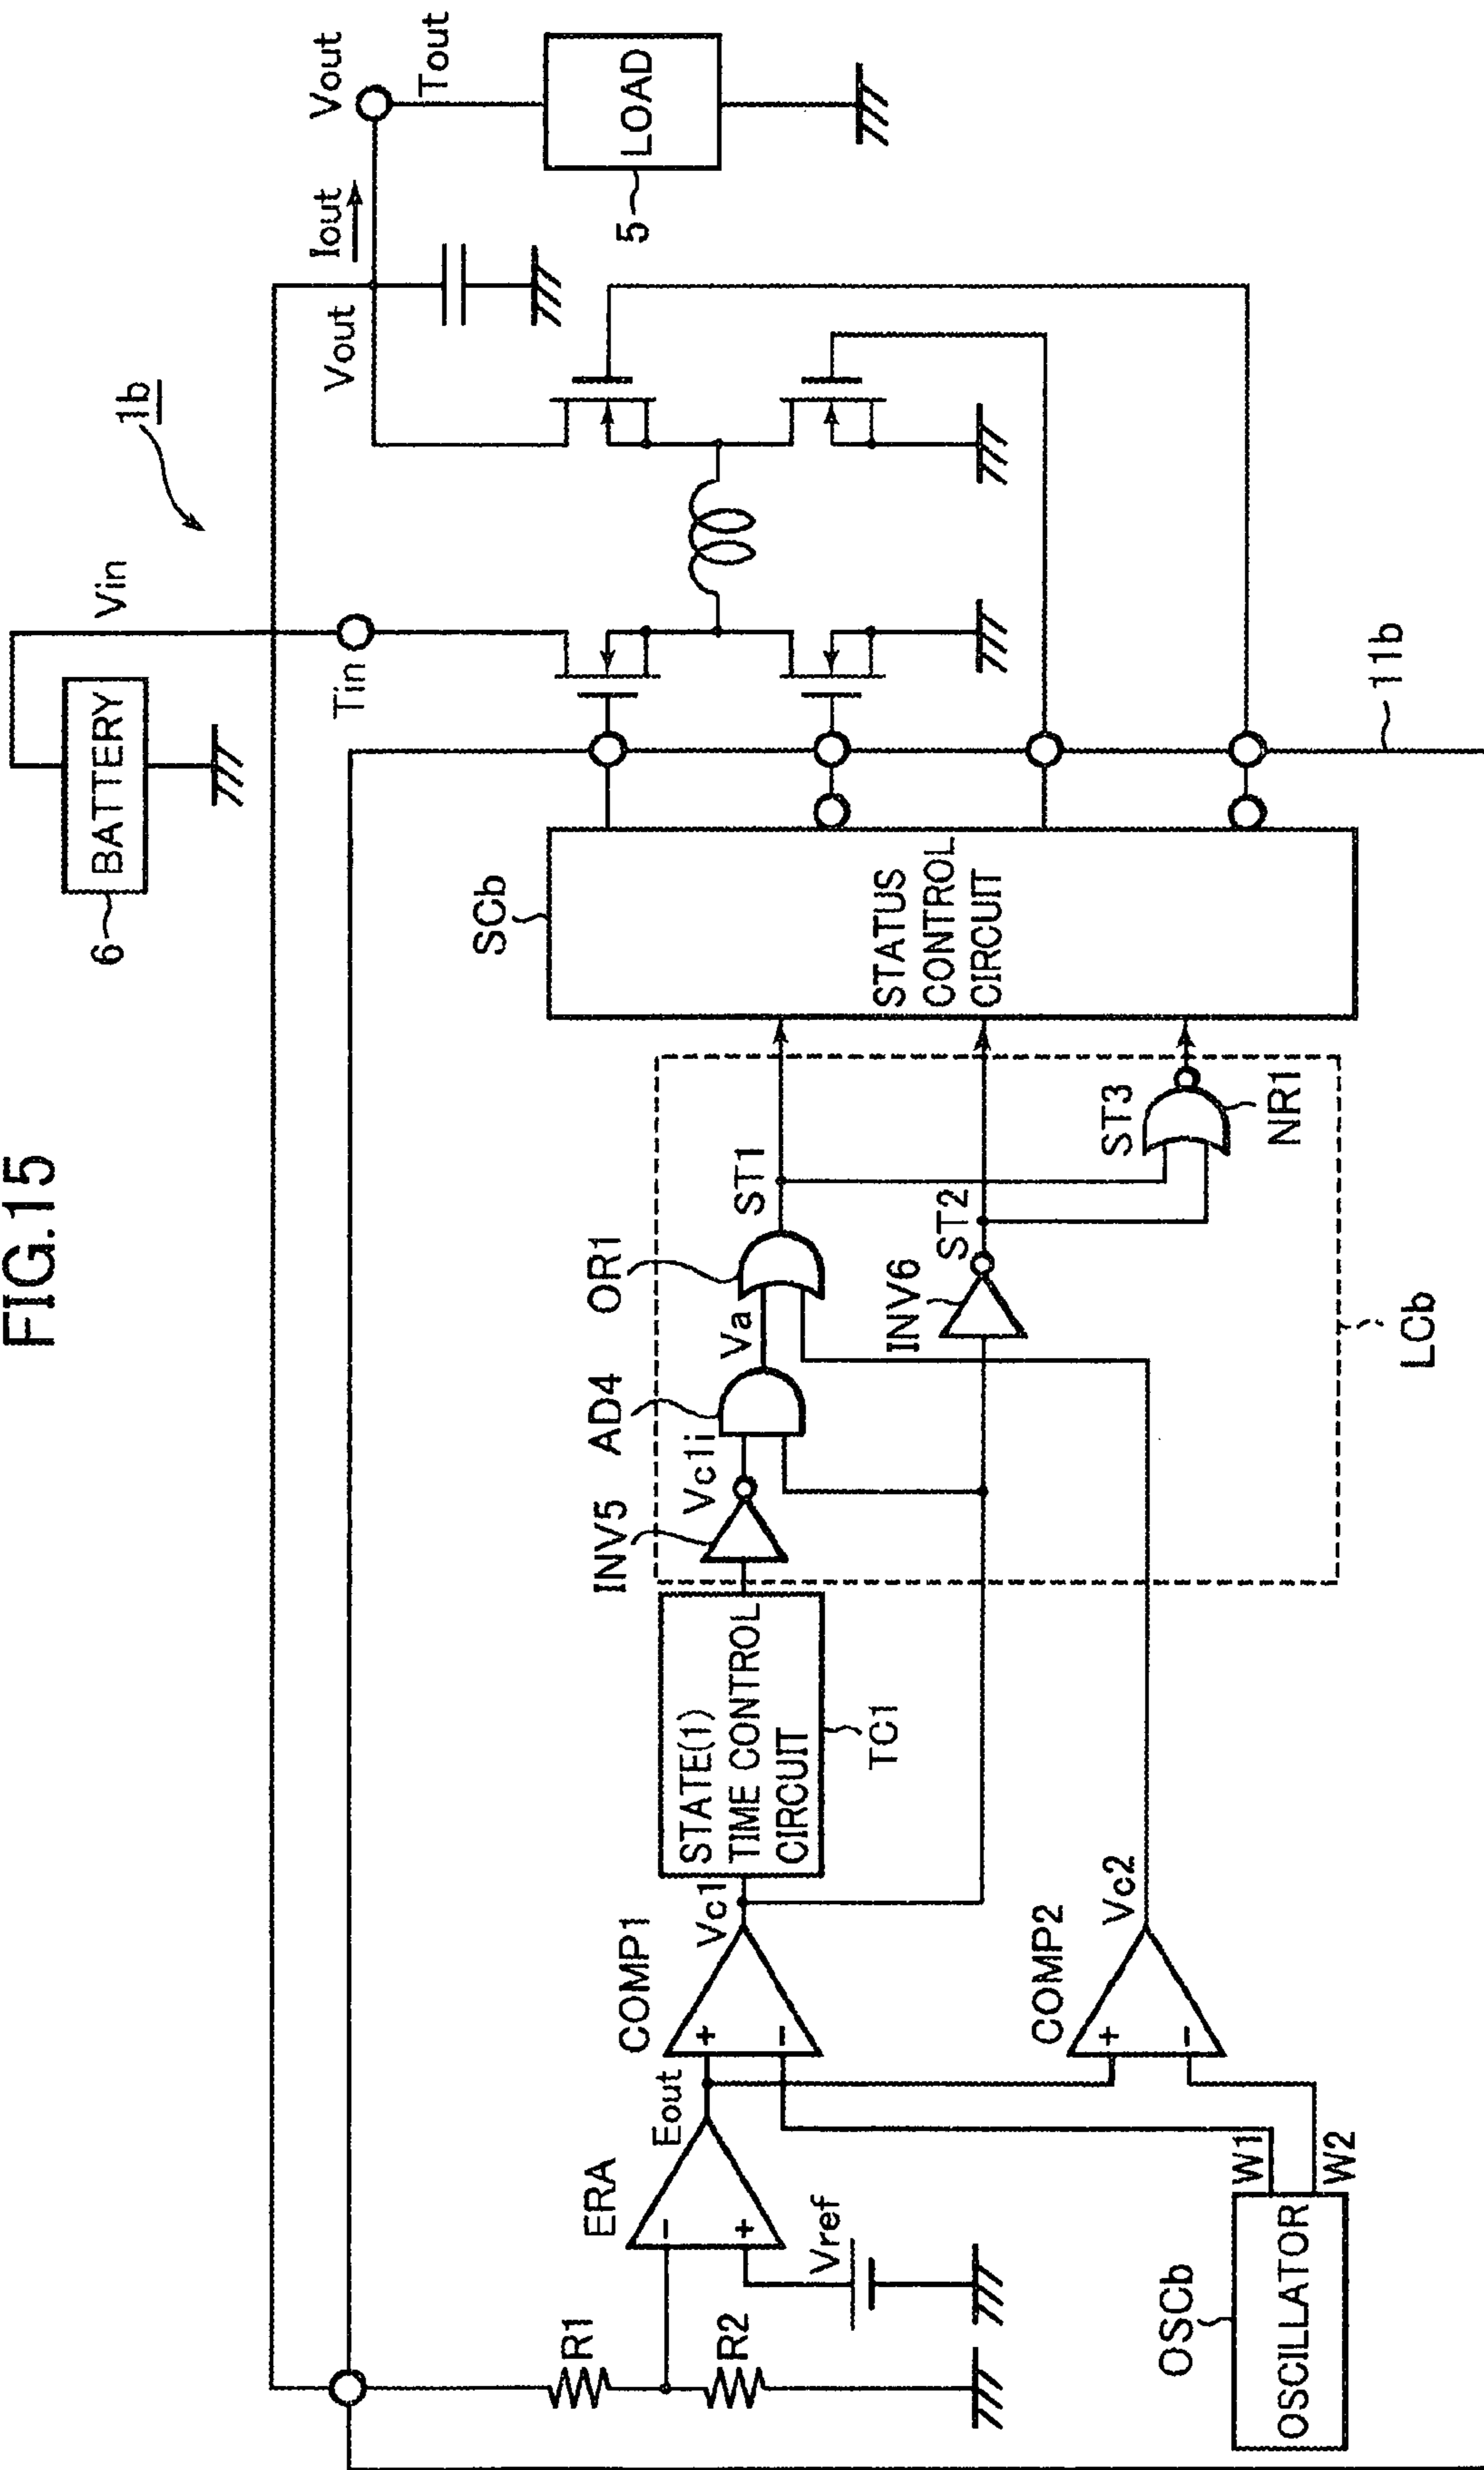 FIG.15
6
BATTERY
Vin
1b
Tin
Vout
Iout
Vout
Tout
LOAD
5
SCb
STATUS
CONTROL
CIRCUIT
11b
ERA
Eout
-
+
Vref
R1
R2
COMP1
+
-
Vc1
STATE(1)
TIME CONTROL
CIRCUIT
TC1
INV5
Vc1i
AD4
Va
OR1
ST1
INV6
ST2
ST3
NR1
LCb
COMP2
+
-
Vc2
OSCb
OSCILLATOR
W1
W2